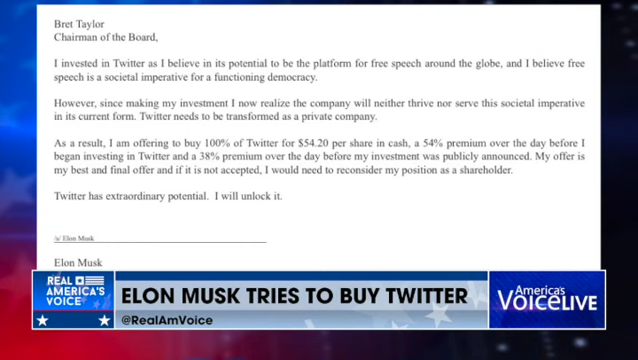 Bret Taylor
Chairman of the Board,
I invested in Twitter as I believe in its potential to be the platform for free speech around the globe, and I believe free
speech is a societal imperative for a functioning democracy.
However, since making my investment I now realize the company will neither thrive nor serve this societal imperative
in its current form. Twitter needs to be transformed as a private company.
As a result, I am offering to buy 100% of Twitter for $54.20 per share in cash, a 54% premium over the day before I
began investing in Twitter and a 38% premium over the day before my investment was publicly announced. My offer is
my best and final offer and if it is not accepted, I would need to reconsider my position as a shareholder.
Twitter has extraordinary potential. I will unlock it.
/s/ Elon Musk
Elon Musk
REAL
AMERICA'S
VOICE
ELON MUSK TRIES TO BUY TWITTER
@RealAmVoice
America's
VOICELIVE